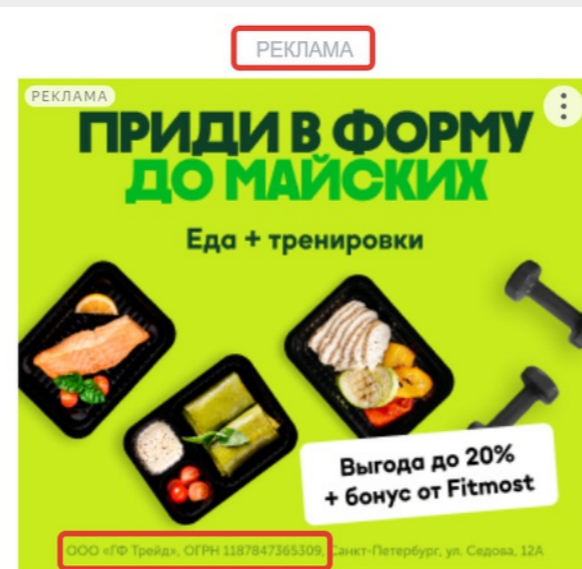 РЕКЛАМА
РЕКЛАМА
ПРИДИ В ФОРМУ
ДО МАЙСКИХ
Еда + тренировки
Выгода до 20%
+ бонус от Fitmost
ООО «ГФ Трейд», ОГРН 1187847365309, Санкт-Петербург, ул. Седова, 12А